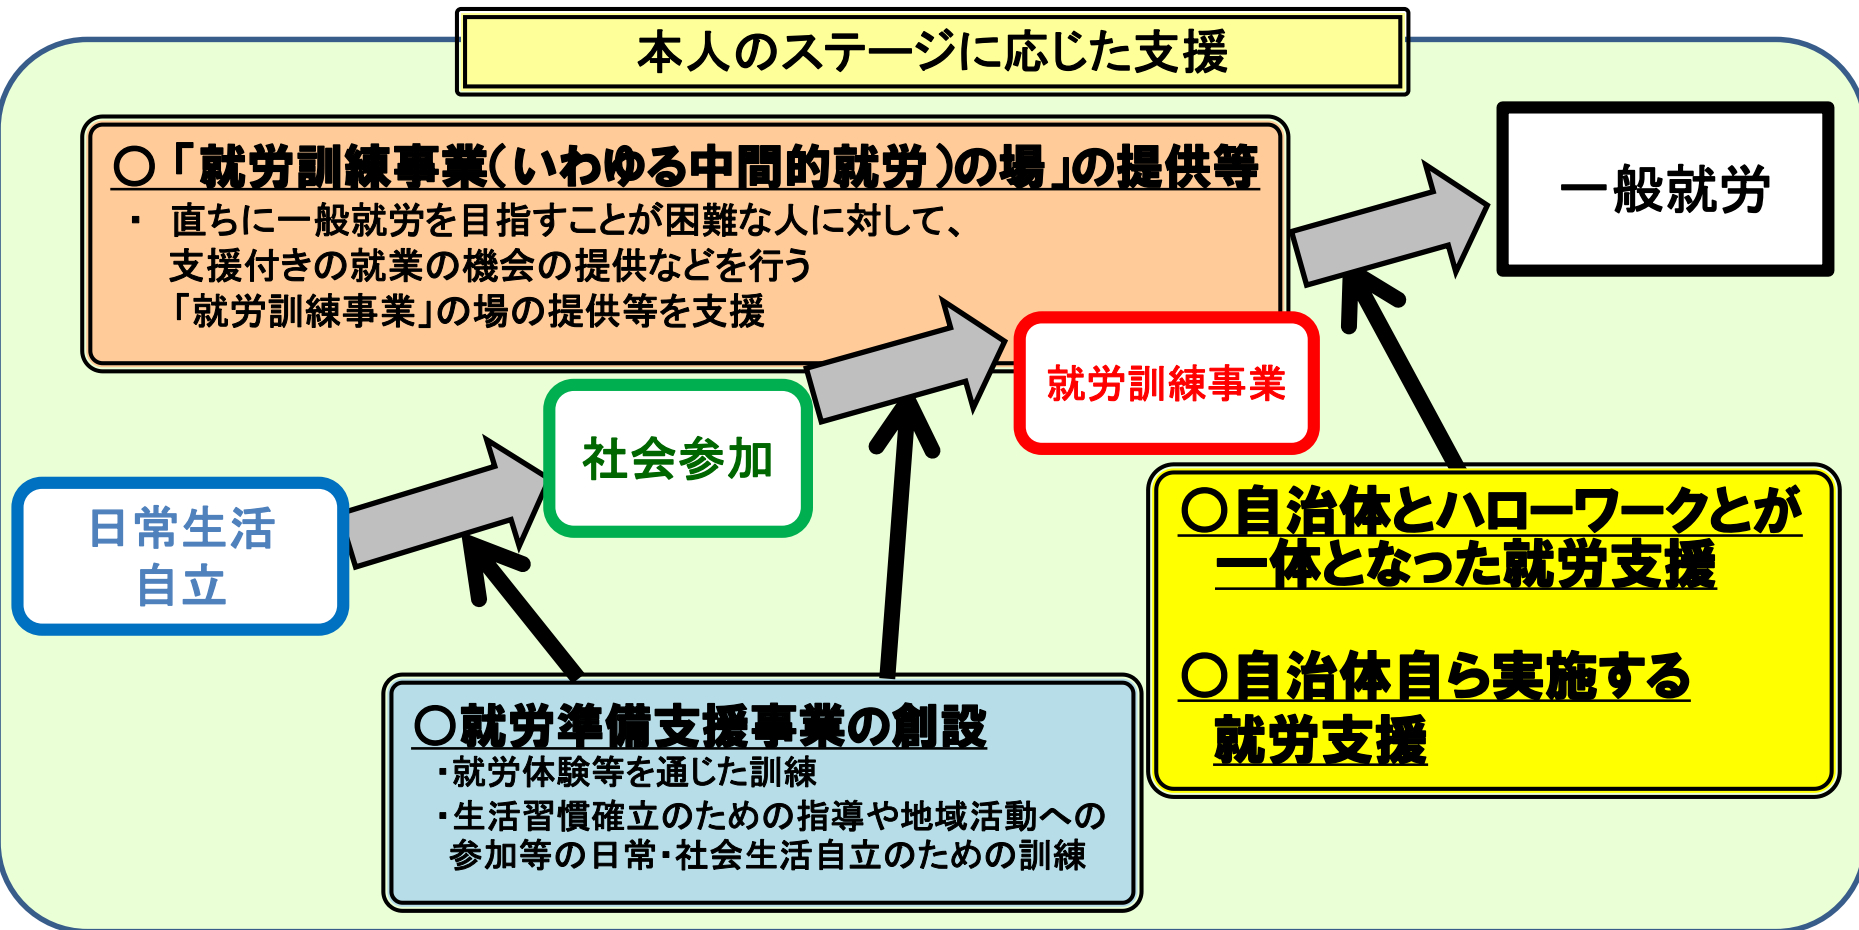 本人のステージに応じた支援
○「就労訓練事業(いわゆる中間的就労)の場」の提供等
・ 直ちに一般就労を目指すことが困難な人に対して、
支援付きの就業の機会の提供などを行う
「就労訓練事業」の場の提供等を支援
一般就労
就労訓練事業
社会参加
日常生活
自立
○自治体とハローワークとが
一体となった就労支援
○自治体自ら実施する
就労支援
○就労準備支援事業の創設
・就労体験等を通じた訓練
・生活習慣確立のための指導や地域活動への
参加等の日常・社会生活自立のための訓練